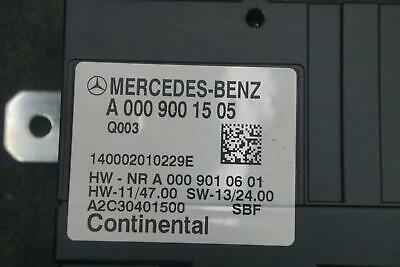 MERCEDES-BENZ
A 000 900 15 05
Q003
140002010229E
HW - NR A 000 901 06 01
HW-11/47.00 SW-13/24.00
A2C30401500 SBF
Continental